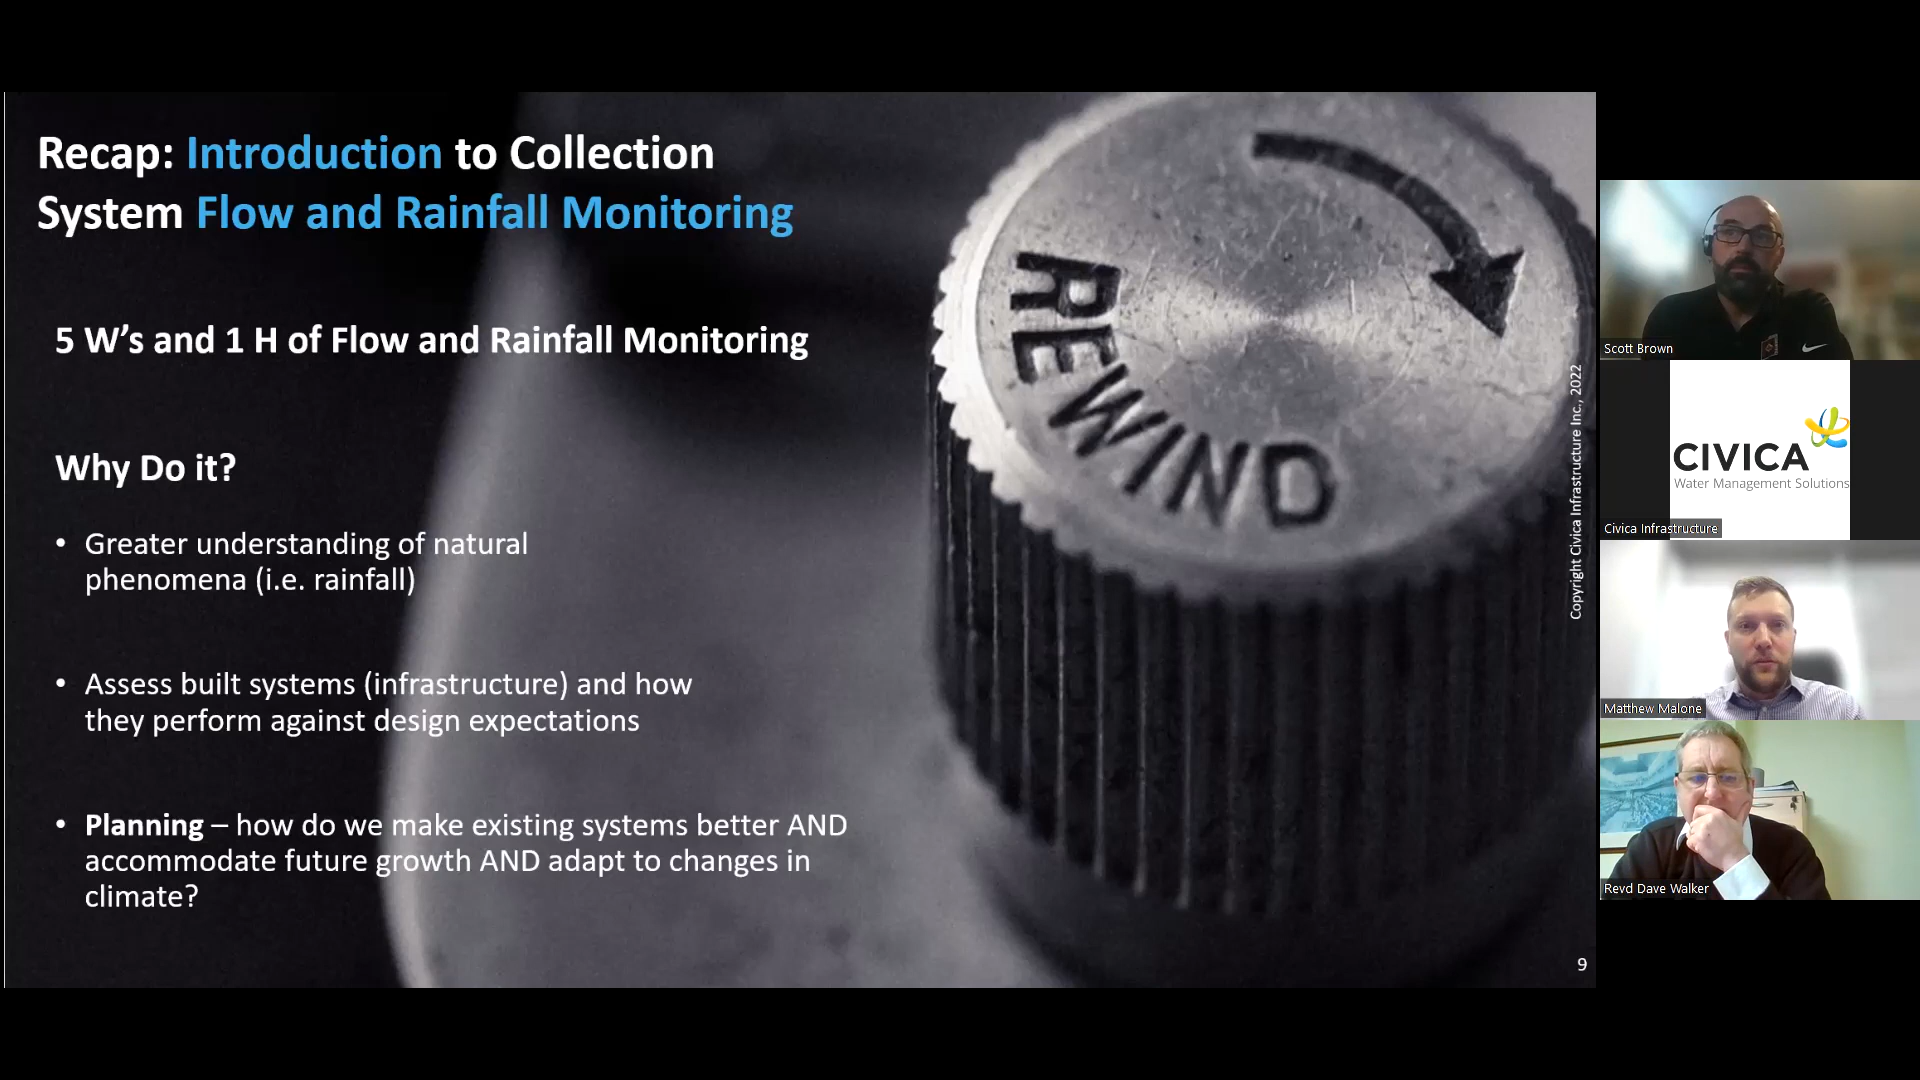 Recap: Introduction to Collection
System Flow and Rainfall Monitoring
5 W’s and 1 H of Flow and Rainfall Monitoring
Why Do it?
• Greater understanding of natural
phenomena (i.e. rainfall)
• Assess built systems (infrastructure) and how
they perform against design expectations
• Planning – how do we make existing systems better AND
accommodate future growth AND adapt to changes in
climate?
REWIND
Copyright Civica Infrastructure Inc., 2022
9
Scott Brown
CIVICA
Water Management Solutions
Civica Infrastructure
Matthew Malone
Revd Dave Walker